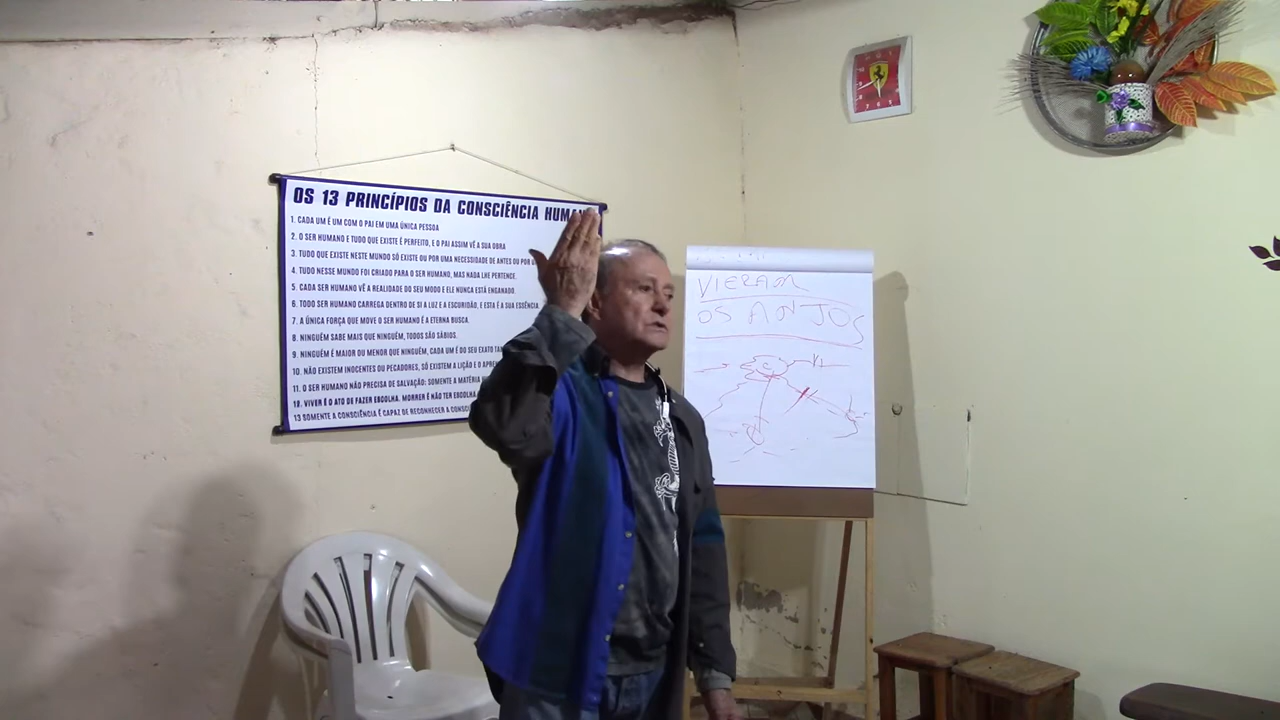 OS 13 PRINCÍPIOS DA CONSCIÊNCIA
1. CADA UM É UM COM O PAI EM UMA ÚNICA PESSOA
2. O SER HUMANO E TUDO QUE EXISTE É PERFEITO, E O PAI ASSIM VÊ A SUA OBRA
3. TUDO QUE EXISTE NESTE MUNDO SÓ EXISTE OU POR UMA NECESSIDADE DE ANTES OU POR
4. TUDO NESSE MUNDO FOI CRIADO PARA O SER HUMANO, MAS NADA LHE PERTENCE.
5. CADA SER HUMANO VÊ A REALIDADE DO SEU MODO E ELE NUNCA ESTÁ ENGANADO.
6. TODO SER HUMANO CARREGA DENTRO DE SI A LUZ E A ESCURIDÃO, E ESTA É A SUA ESSÊNCIA
7. A ÚNICA FORÇA QUE MOVE O SER HUMANO É A ETERNA BUSCA.
8. NINGUÉM SABE MAIS QUE NINGUÉM, TODOS SÃO SÁBIOS.
9. NINGUÉM É MAIOR OU MENOR QUE NINGUÉM, CADA UM É DO SEU EXATO
10. NÃO EXISTEM INOCENTES OU PECADORES, SÓ EXISTEM A LIÇÃO E O
11. O SER HUMANO NÃO PRECISA DE SALVAÇÃO: SOMENTE A MATÉRIA
12. VIVER É O ATO DE FAZER ESCOLHA. MORRER É NÃO TER ESCOLHA
13 SOMENTE A CONSCIÊNCIA É CAPAZ DE RECONHECER A
VIERAM
OS ANJOS